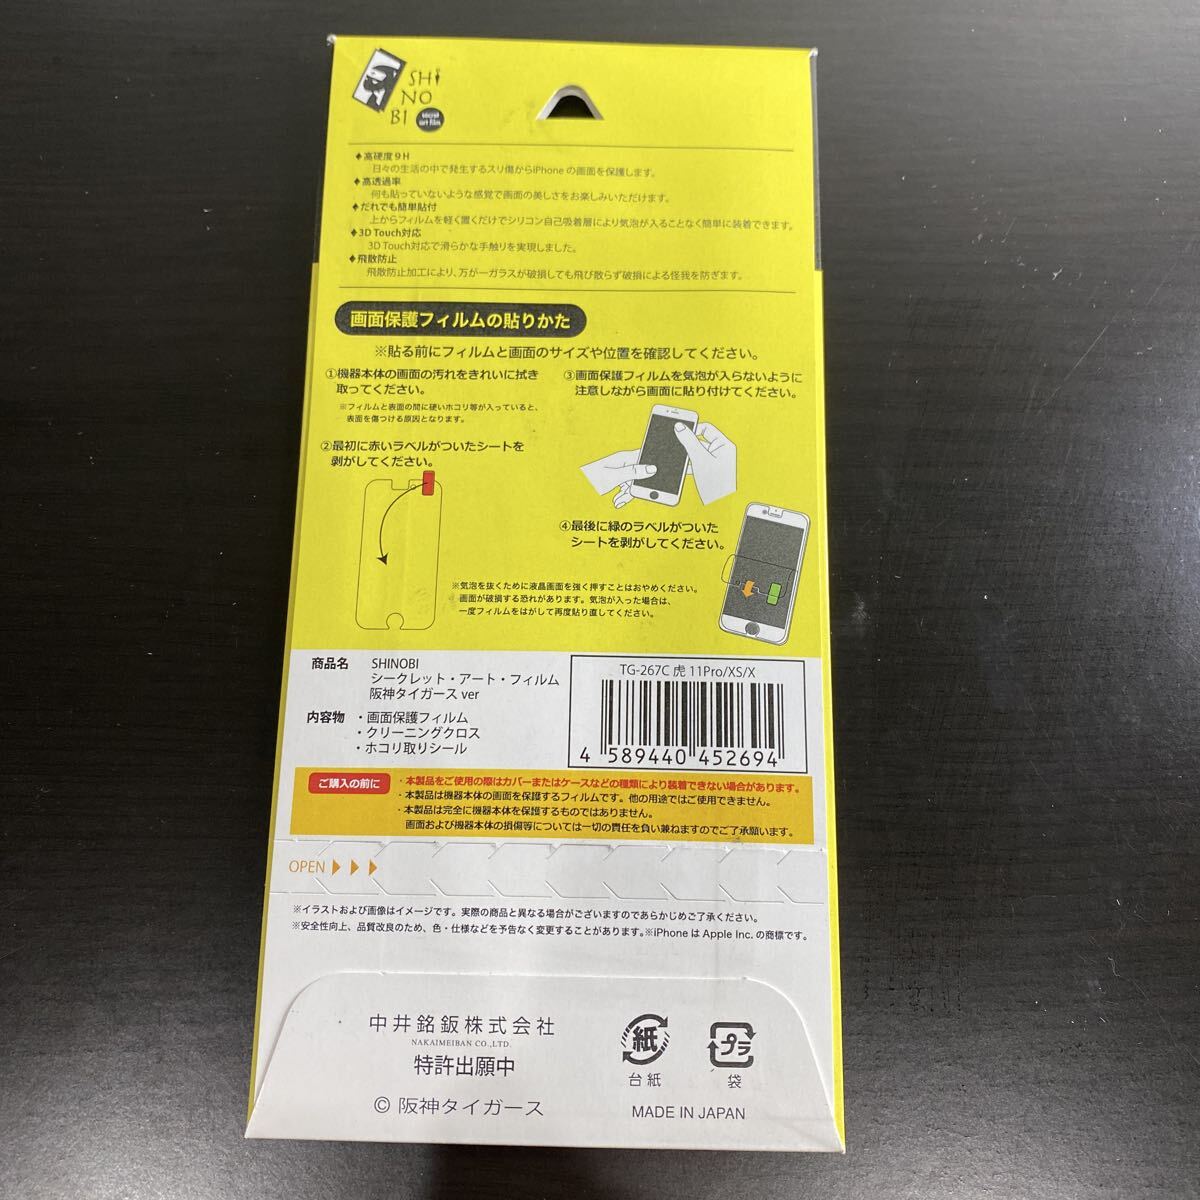 SHI
NO
BI
secret
art film
♦高硬度9H
日々の生活の中で発生するスリ傷からiPhoneの画面を保護します。
♦高透過率
何も貼っていないような感覚で画面の美しさをお楽しみいただけます。
♦だれでも簡単貼付
上からフィルムを軽く置くだけでシリコン自己吸着層により気泡が入ることなく簡単に装着できます。
♦3D Touch対応
3D Touch対応で滑らかな手触りを実現しました。
♦飛散防止
飛散防止加工により、万が一ガラスが破損しても飛び散らず破損による怪我を防ぎます。
画面保護フィルムの貼りかた
※貼る前にフィルムと画面のサイズや位置を確認してください。
①機器本体の画面の汚れをきれいに拭き
取ってください。
※フィルムと表面の間に硬いホコリ等が入っていると、
表面を傷つける原因となります。
②最初に赤いラベルがついたシートを
剥がしてください。
③画面保護フィルムを気泡が入らないように
注意しながら画面に貼り付けてください。
④最後に緑のラベルがついた
シートを剥がしてください。
※気泡を抜くために液晶画面を強く押すことはおやめください。
画面が破損する恐れがあります。気泡が入った場合は、
一度フィルムをはがして再度貼り直してください。
商品名 SHINOBI
シークレット・アート・フィルム
阪神タイガース ver
内容物 ・画面保護フィルム
・クリーニングクロス
・ホコリ取りシール
TG-267C 虎 11Pro/XS/X
4 589440 452694
ご購入の前に
・本製品をご使用の際はカバーまたはケースなどの種類により装着できない場合があります。
・本製品は機器本体の画面を保護するフィルムです。他の用途ではご使用できません。
・本製品は完全に機器本体を保護するものではありません。
画面および機器本体の損傷等については一切の責任を負い兼ねますのでご了承願います。
OPEN
※イラストおよび画像はイメージです。実際の商品と異なる場合がございますのであらかじめご了承ください。
※安全性向上、品質改良のため、色・仕様などを予告なく変更することがあります。※iPhone は Apple Inc. の商標です。
中井銘鈑株式会社
NAKAIMEIBAN CO.,LTD.
特許出願中
© 阪神タイガース
紙
台紙
プラ
袋
MADE IN JAPAN